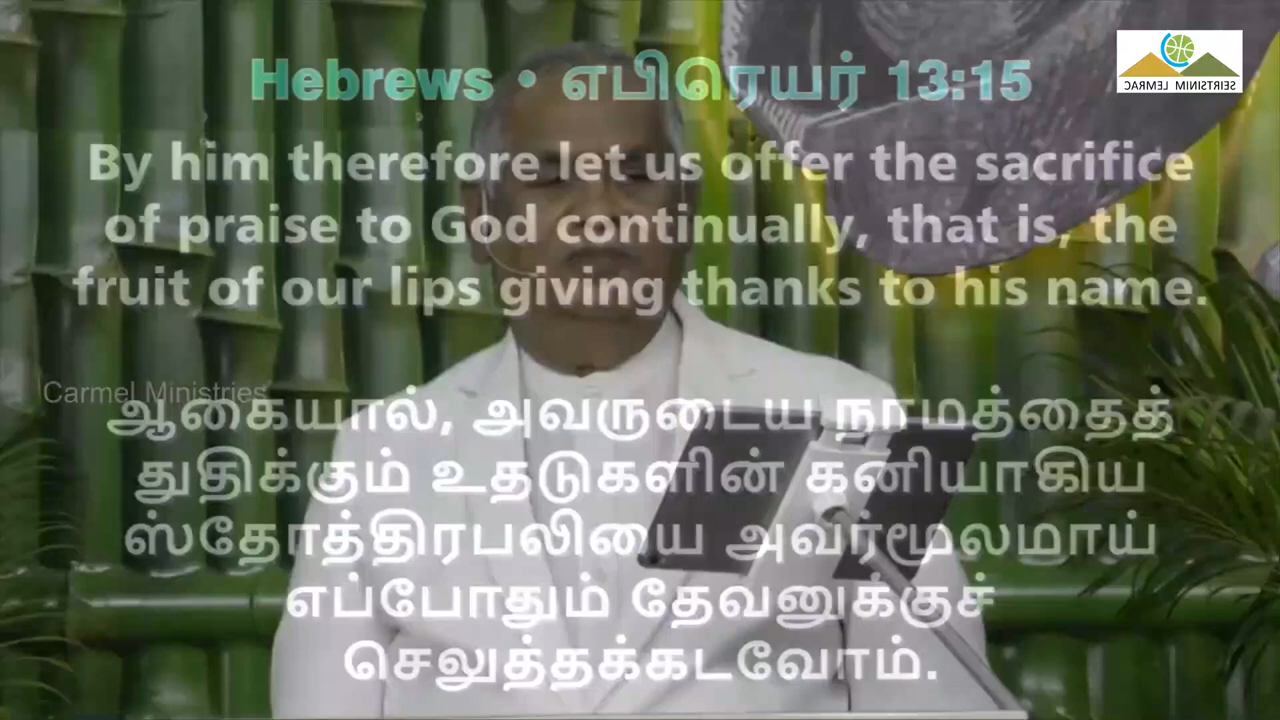 Hebrews • எபிரெயர் 13:15
By him therefore let us offer the sacrifice
of praise to God continually, that is, the
fruit of our lips giving thanks to his name.
Carmel Ministries
ஆகையால், அவருடைய நாமத்தைத்
துதிக்கும் உதடுகளின் கனியாகிய
ஸ்தோத்திரபலியை அவர்மூலமாய்
எப்போதும் தேவனுக்குச்
செலுத்தக்கடவோம்.
CARMEL MINISTRIES